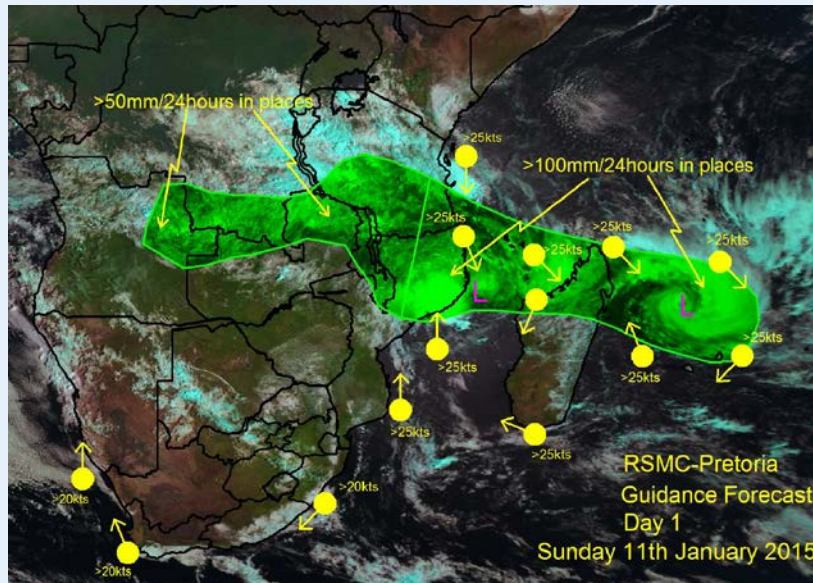 >50mm/24hours in places
>25kts
>100mm/24hours in places
>25kts
>25kts
>25kts
>25kts
L
L
>25kts
>25kts
>25kts
>25kts
>25kts
>25kts
RSMC-Pretoria
>20kts
>20kts
Guidance Forecast
Day 1
Sunday 11th January 2015
>20kts